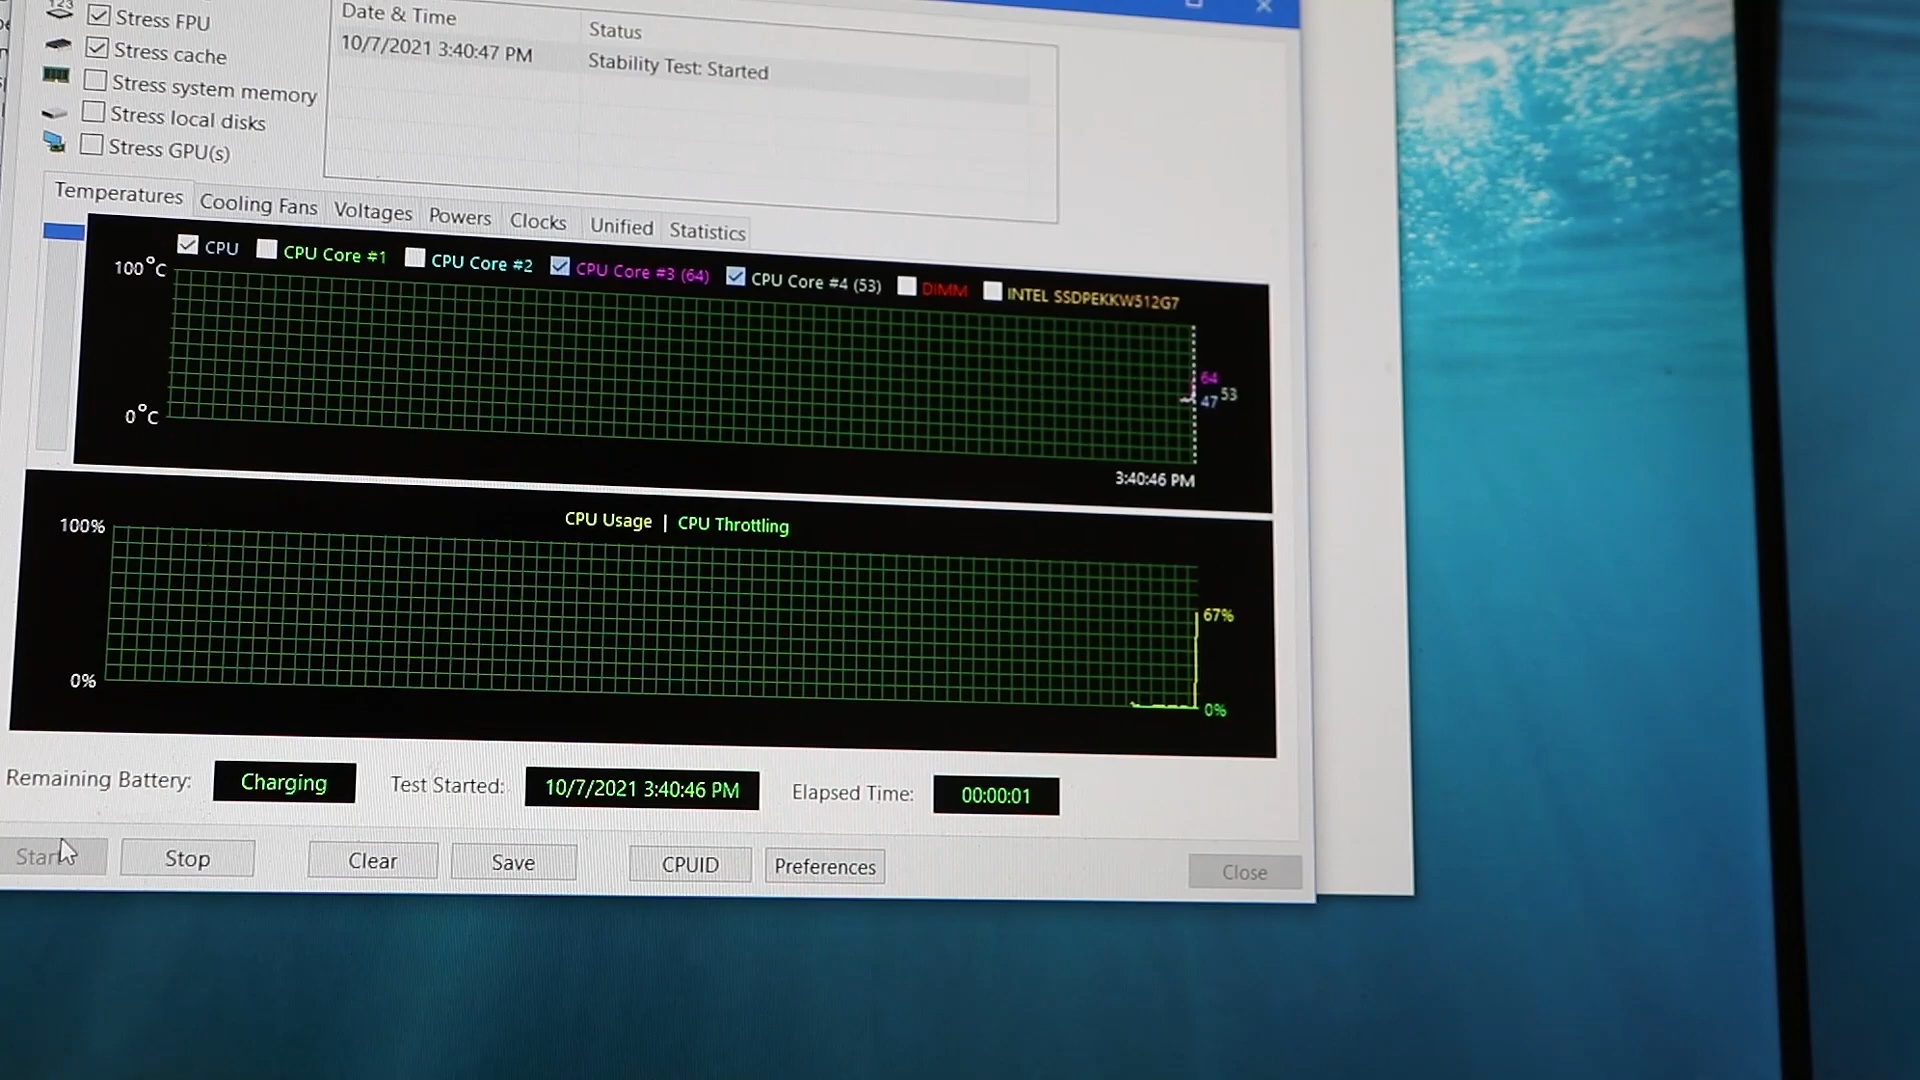 Stress FPU
Stress cache
Stress system memory
Stress local disks
Stress GPU(s)
Date & Time Status
10/7/2021 3:40:47 PM Stability Test: Started
Temperatures Cooling Fans Voltages Powers Clocks Unified Statistics
CPU CPU Core #1 CPU Core #2 CPU Core #3 (64) CPU Core #4 (53) DIMM INTEL SSDPEKKW512G7
100°C
64
53
47
0°C
3:40:46 PM
CPU Usage | CPU Throttling
100%
67%
0%
0%
Remaining Battery: Charging Test Started: 10/7/2021 3:40:46 PM Elapsed Time: 00:00:01
Start Stop Clear Save CPUID Preferences Close